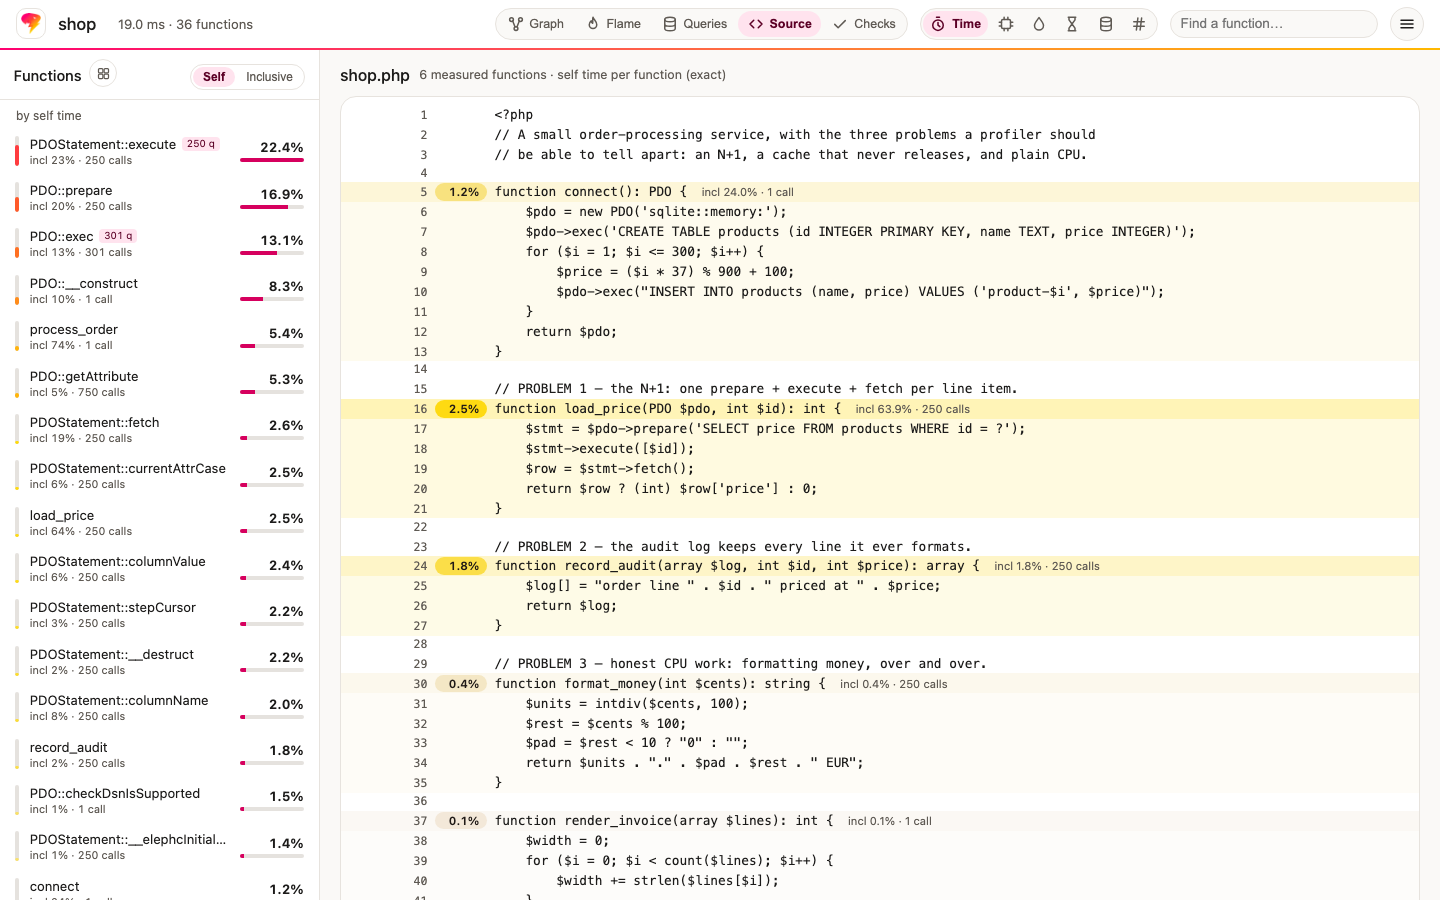 shop
19.0 ms · 36 functions
Graph
Flame
Queries
Source
Checks
Time
Find a function…
Functions
Self
Inclusive
by self time
PDOStatement::execute 250 q 22.4%
incl 23% · 250 calls
PDO::prepare 16.9%
incl 20% · 250 calls
PDO::exec 301 q 13.1%
incl 13% · 301 calls
PDO::__construct 8.3%
incl 10% · 1 call
process_order 5.4%
incl 74% · 1 call
PDO::getAttribute 5.3%
incl 5% · 750 calls
PDOStatement::fetch 2.6%
incl 19% · 250 calls
PDOStatement::currentAttrCase 2.5%
incl 6% · 250 calls
load_price 2.5%
incl 64% · 250 calls
PDOStatement::columnValue 2.4%
incl 6% · 250 calls
PDOStatement::stepCursor 2.2%
incl 3% · 250 calls
PDOStatement::__destruct 2.2%
incl 2% · 250 calls
PDOStatement::columnName 2.0%
incl 8% · 250 calls
record_audit 1.8%
incl 2% · 250 calls
PDO::checkDsnIsSupported 1.5%
incl 1% · 1 call
PDOStatement::__elephcInitial… 1.4%
incl 1% · 250 calls
connect 1.2%
shop.php 6 measured functions · self time per function (exact)
1 <?php
2 // A small order-processing service, with the three problems a profiler should
3 // be able to tell apart: an N+1, a cache that never releases, and plain CPU.
4
5 1.2% function connect(): PDO { incl 24.0% · 1 call
6 $pdo = new PDO('sqlite::memory:');
7 $pdo->exec('CREATE TABLE products (id INTEGER PRIMARY KEY, name TEXT, price INTEGER)');
8 for ($i = 1; $i <= 300; $i++) {
9 $price = ($i * 37) % 900 + 100;
10 $pdo->exec("INSERT INTO products (name, price) VALUES ('product-$i', $price)");
11 }
12 return $pdo;
13 }
14
15 // PROBLEM 1 — the N+1: one prepare + execute + fetch per line item.
16 2.5% function load_price(PDO $pdo, int $id): int { incl 63.9% · 250 calls
17 $stmt = $pdo->prepare('SELECT price FROM products WHERE id = ?');
18 $stmt->execute([$id]);
19 $row = $stmt->fetch();
20 return $row ? (int) $row['price'] : 0;
21 }
22
23 // PROBLEM 2 — the audit log keeps every line it ever formats.
24 1.8% function record_audit(array $log, int $id, int $price): array { incl 1.8% · 250 calls
25 $log[] = "order line " . $id . " priced at " . $price;
26 return $log;
27 }
28
29 // PROBLEM 3 — honest CPU work: formatting money, over and over.
30 0.4% function format_money(int $cents): string { incl 0.4% · 250 calls
31 $units = intdiv($cents, 100);
32 $rest = $cents % 100;
33 $pad = $rest < 10 ? "0" : "";
34 return $units . "." . $pad . $rest . " EUR";
35 }
36
37 0.1% function render_invoice(array $lines): int { incl 0.1% · 1 call
38 $width = 0;
39 for ($i = 0; $i < count($lines); $i++) {
40 $width += strlen($lines[$i]);
41 }